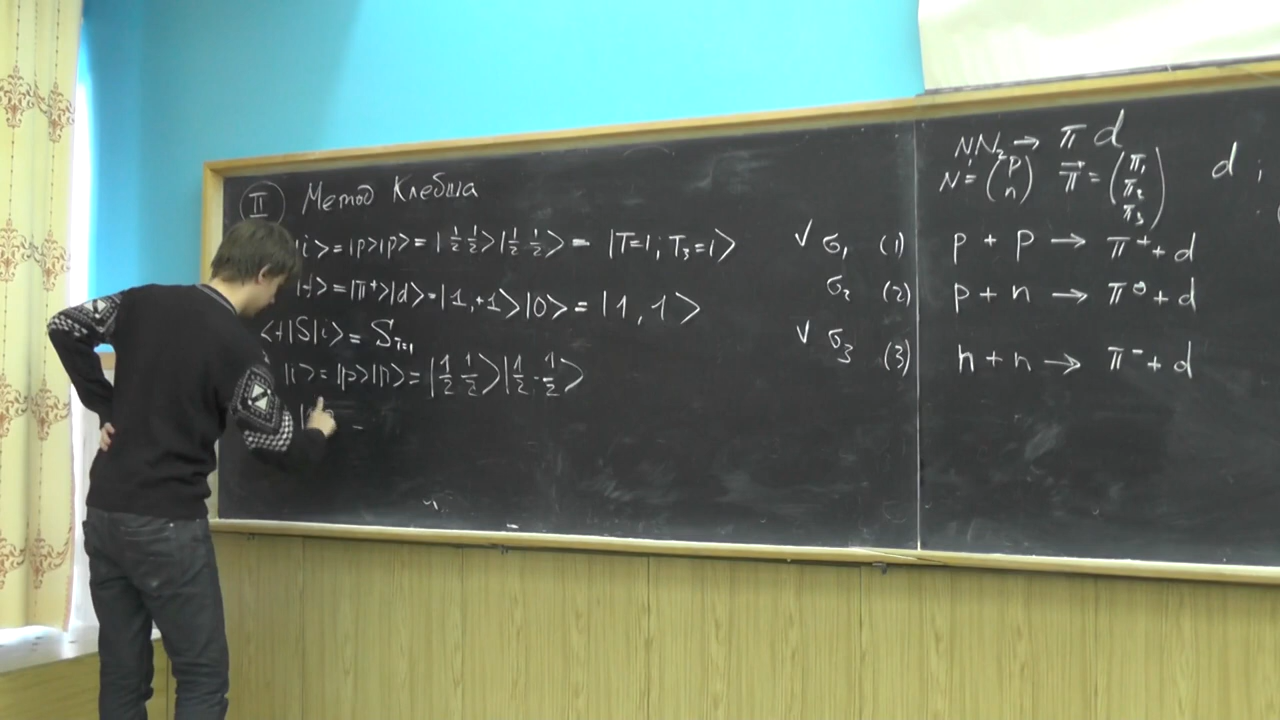 II Метод Клебша
|i> = |p>|p> = |½ ½>|½ ½> = |T=1; T₃=1>
|f> = |π⁺>|d> = |1,+1>|0> = |1,1>
<f|S|i> = S_{T=1}
|i> = |p>|n> = |½ ½>|½ -½>
NN → π d
N = (p n) π⃗ = (π₁ π₂ π₃) d ;
√ σ₁ (1) p + p → π⁺ + d
σ₂ (2) p + n → π⁰ + d
√ σ₃ (3) n + n → π⁻ + d